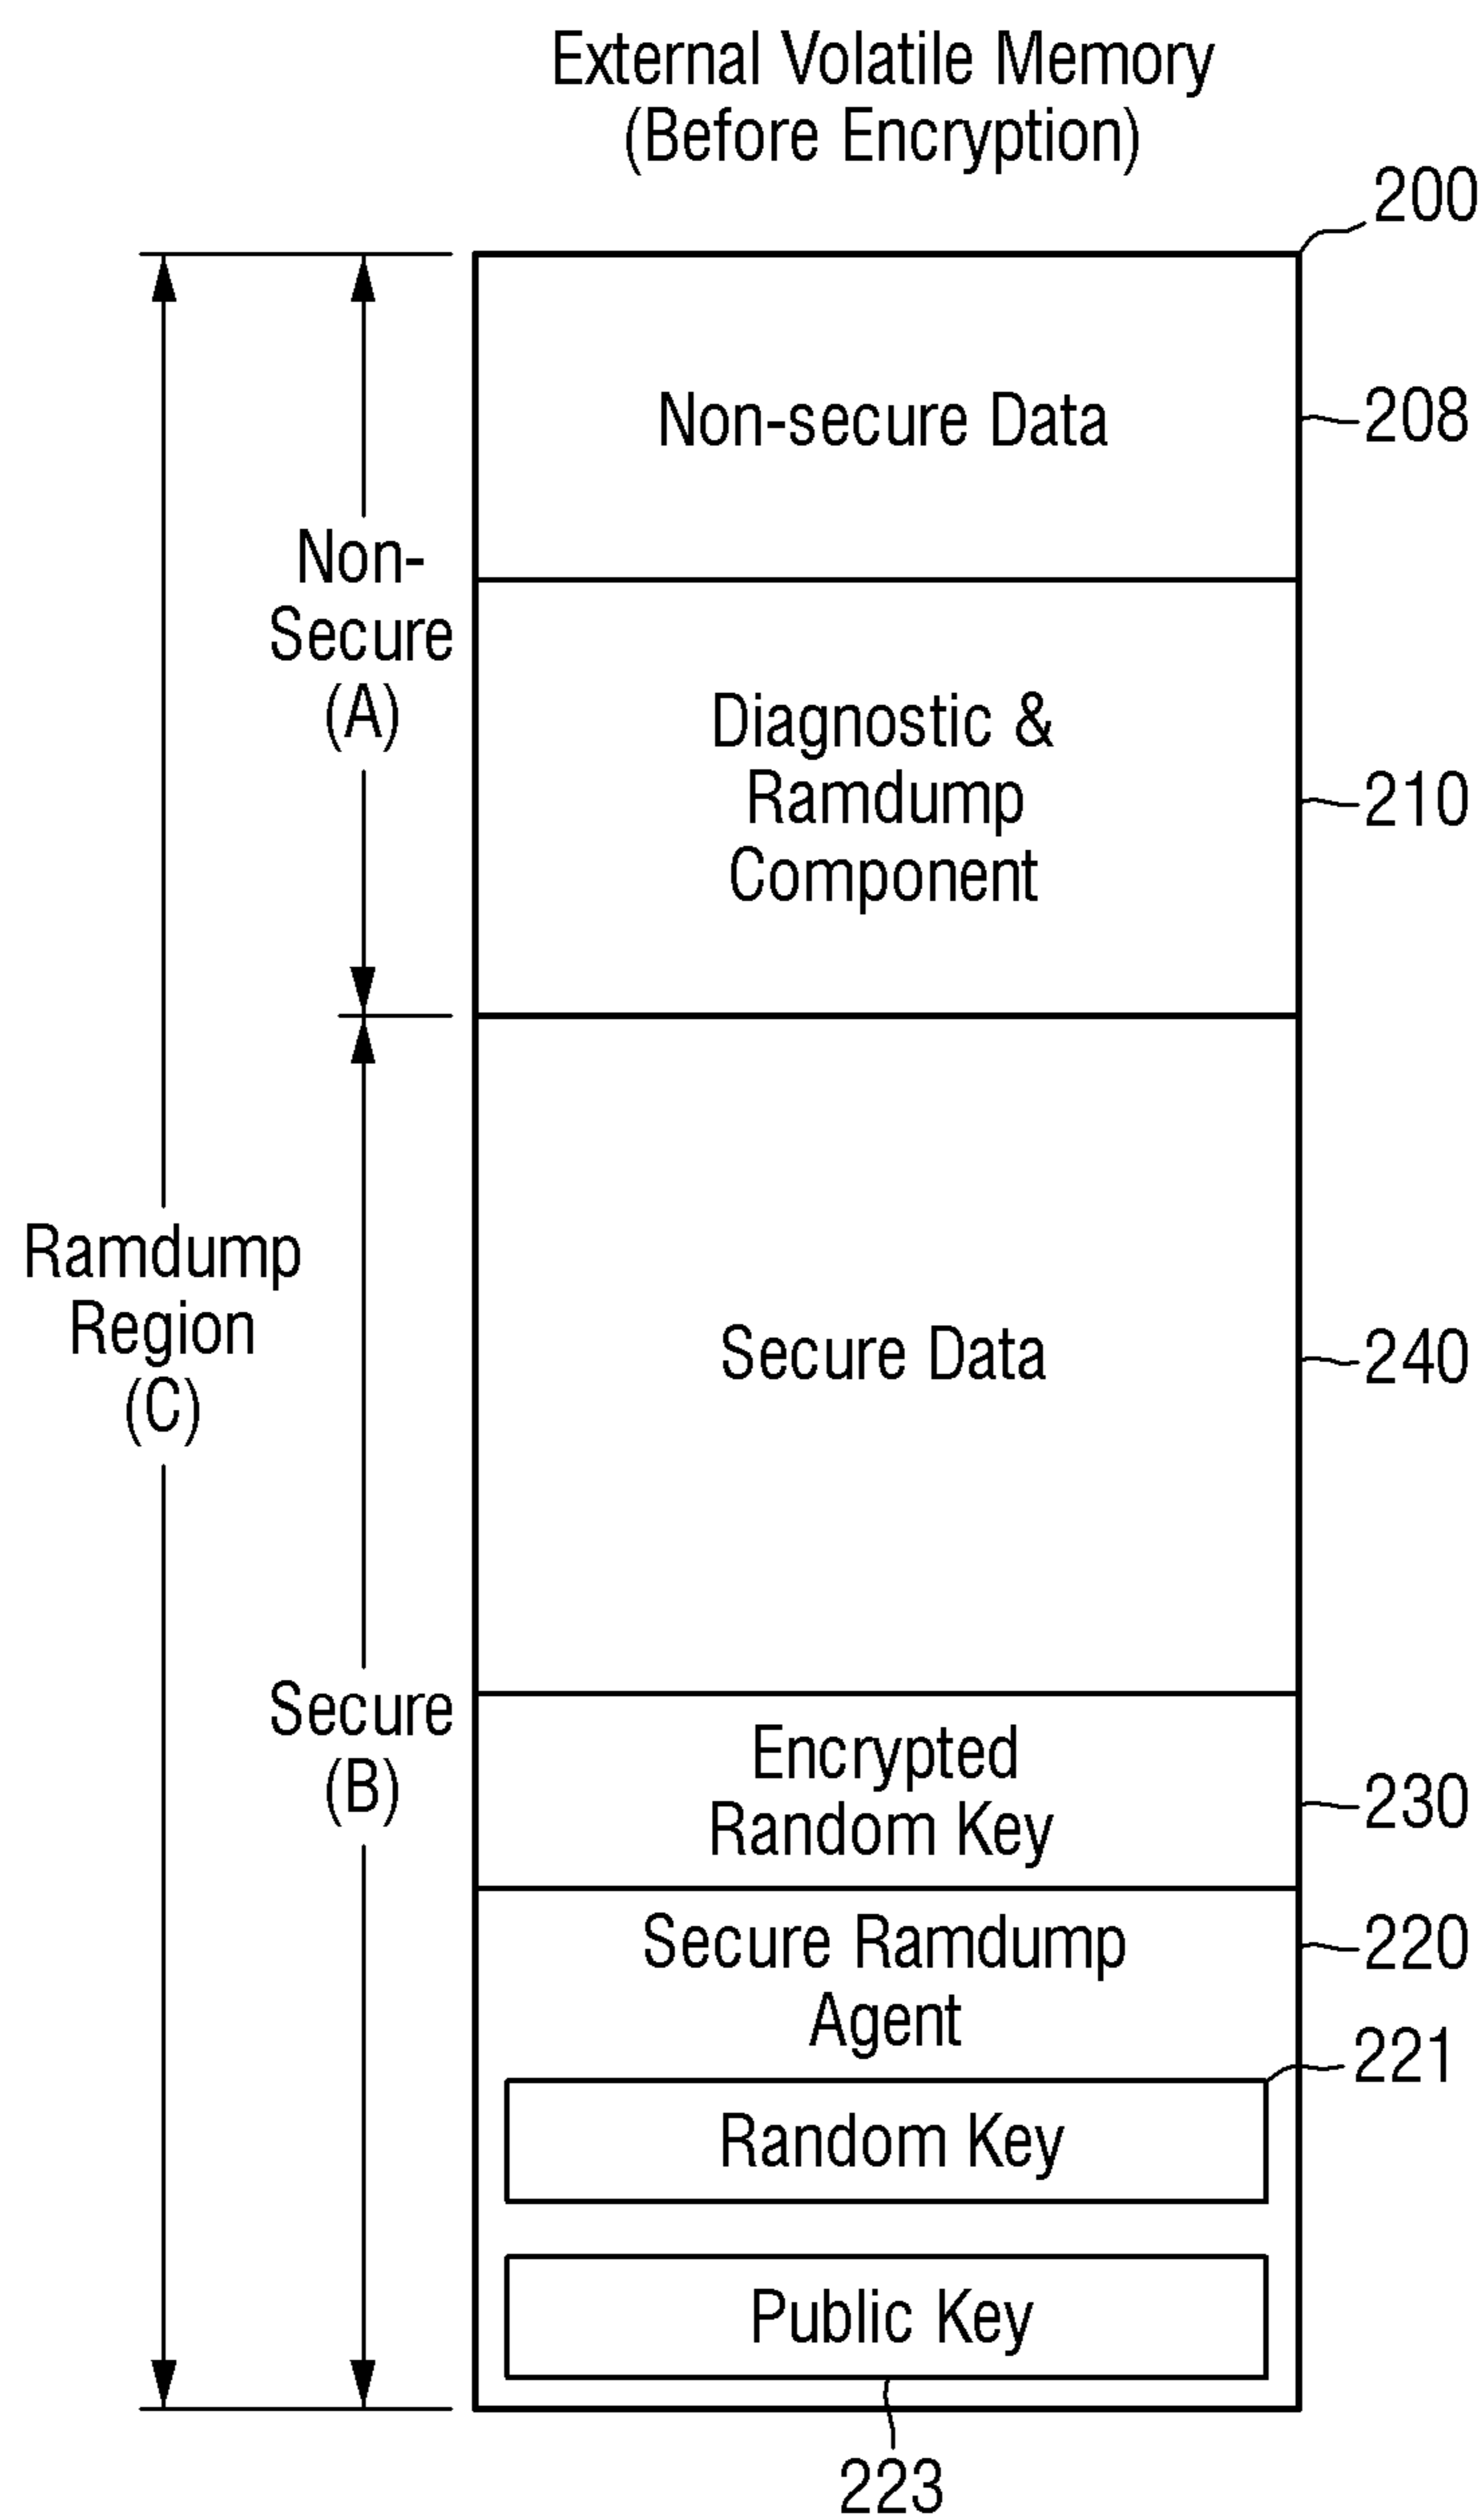 External Volatile Memory
(Before Encryption)
200
Non-secure Data
208
Non-
Secure
(A)
Diagnostic &
Ramdump
Component
210
Ramdump
Region
(C)
Secure Data
240
Secure
(B)
Encrypted
Random Key
230
Secure Ramdump
Agent
220
221
Random Key
Public Key
223